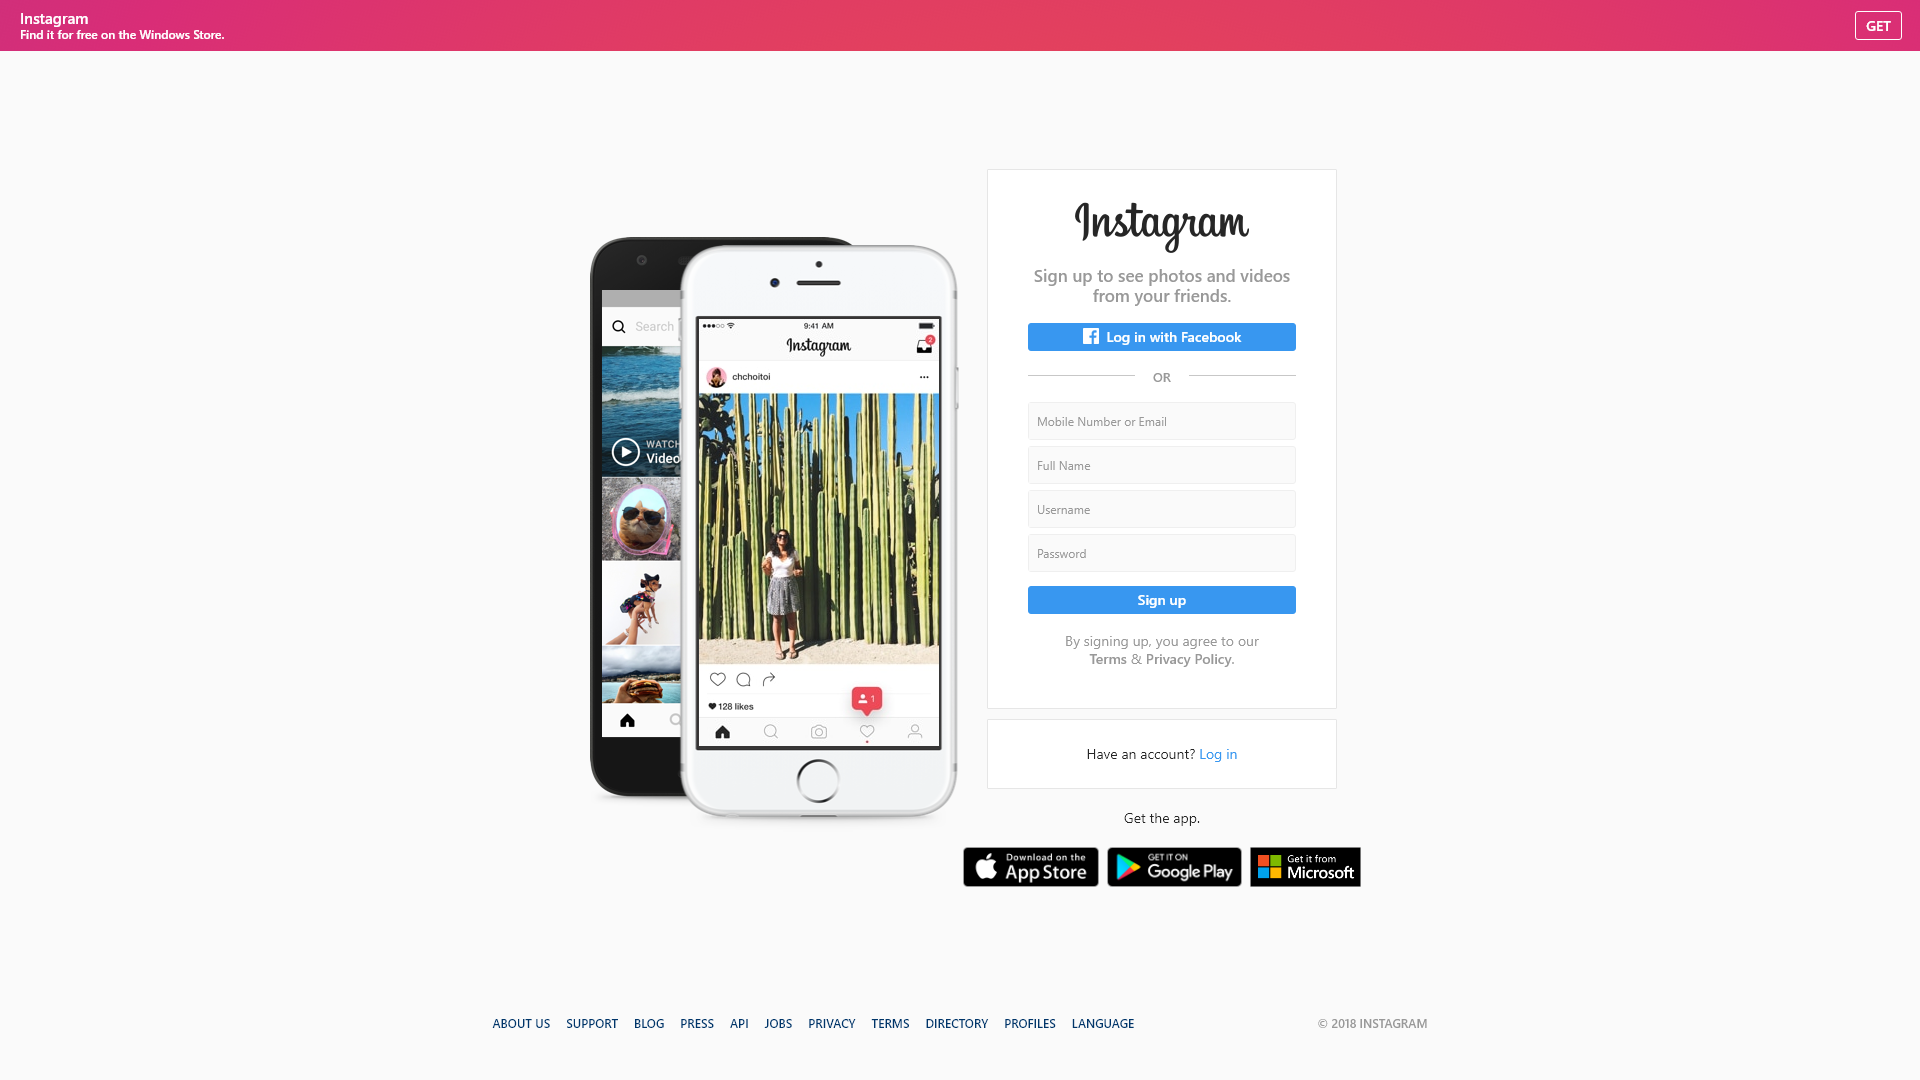 Instagram
Find it for free on the Windows Store.
GET
Search
WATCH
Video
9:41 AM
Instagram
2
chchoitoi
128 likes
1
Instagram
Sign up to see photos and videos
from your friends.
Log in with Facebook
OR
Mobile Number or Email
Full Name
Username
Password
Sign up
By signing up, you agree to our
Terms & Privacy Policy.
Have an account? Log in
Get the app.
Download on the
App Store
GET IT ON
Google Play
Get it from
Microsoft
ABOUT US SUPPORT BLOG PRESS API JOBS PRIVACY TERMS DIRECTORY PROFILES LANGUAGE
© 2018 INSTAGRAM